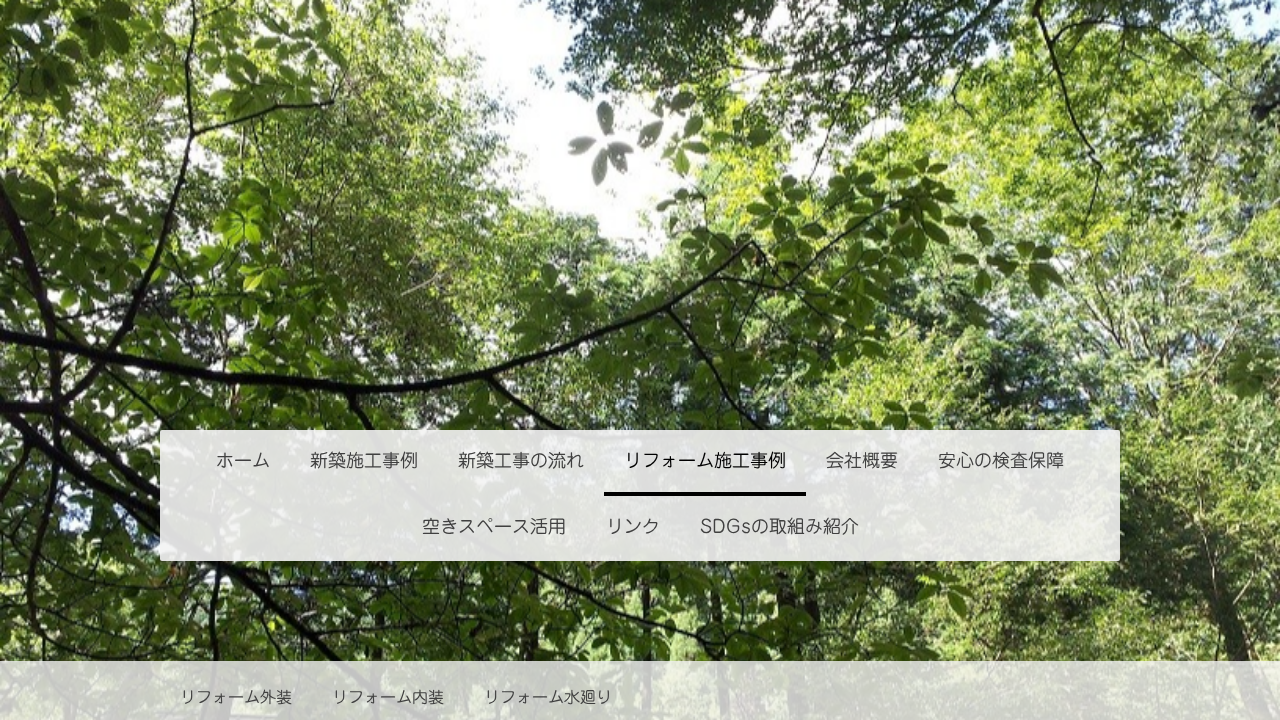 ホーム 新築施工事例 新築工事の流れ リフォーム施工事例 会社概要 安心の検査保障
空きスペース活用 リンク SDGsの取組み紹介
リフォーム外装 リフォーム内装 リフォーム水廻り